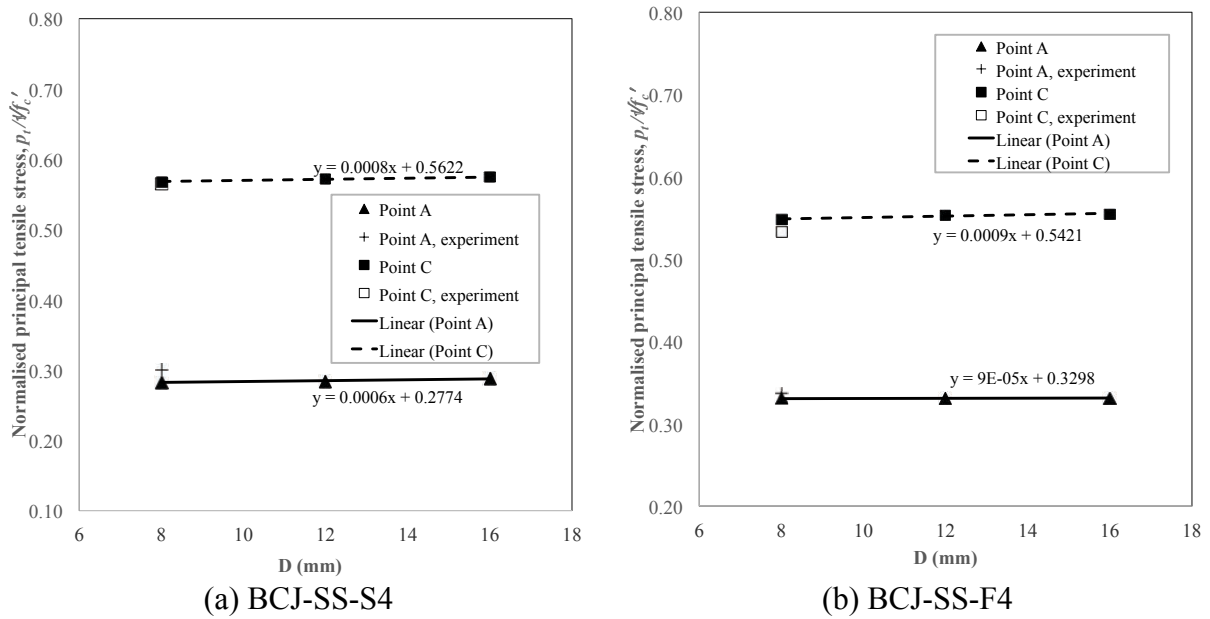 Normalised principal tensile stress, pₜ/√f꜀′
0.80
0.70
0.60
0.50
0.40
0.30
0.20
0.10
y = 0.0008x + 0.5622
Point A
Point A, experiment
Point C
Point C, experiment
Linear (Point A)
Linear (Point C)
y = 0.0006x + 0.2774
6 8 10 12 14 16 18
D (mm)
(a) BCJ-SS-S4
Normalised principal tensile stress, pₜ/√f꜀′
0.80
0.70
0.60
0.50
0.40
0.30
0.20
Point A
Point A, experiment
Point C
Point C, experiment
Linear (Point A)
Linear (Point C)
y = 0.0009x + 0.5421
y = 9E-05x + 0.3298
6 8 10 12 14 16 18
D (mm)
(b) BCJ-SS-F4